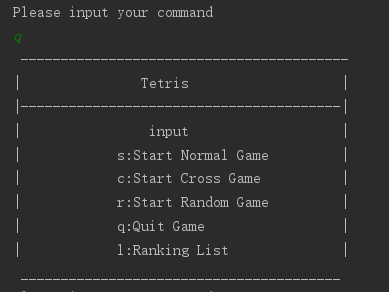 Please input your command
q
Tetris
input
s:Start Normal Game
c:Start Cross Game
r:Start Random Game
q:Quit Game
l:Ranking List